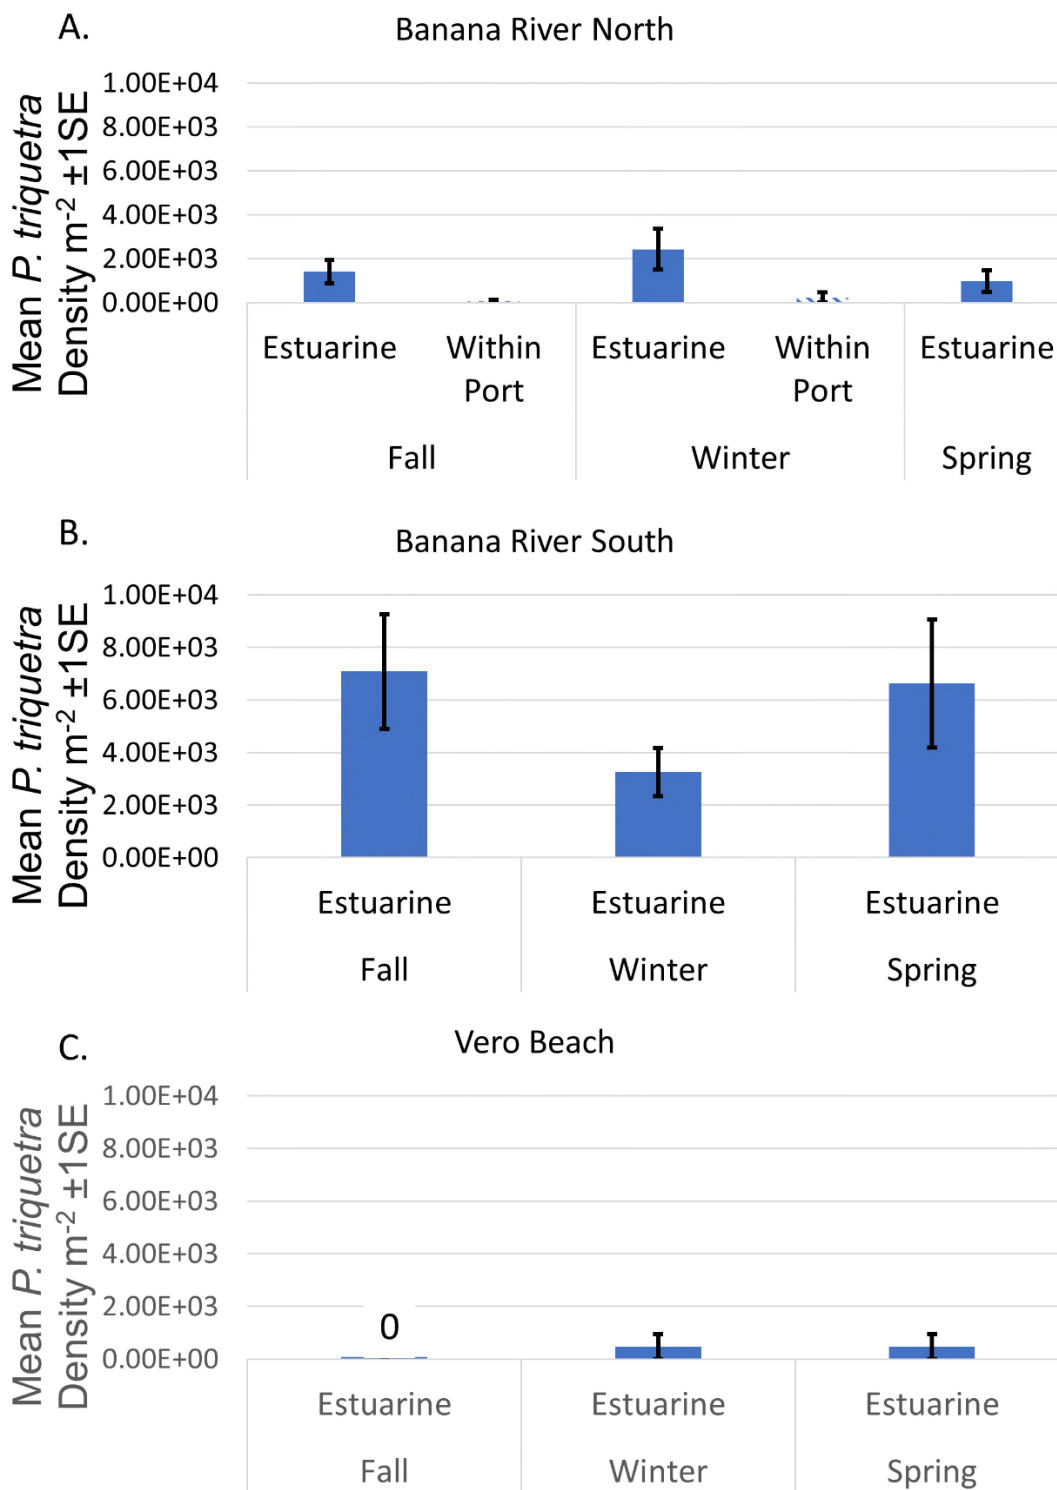 A.
Banana River North
Mean P. triquetra
Density m-2 ±1SE
1.00E+04
8.00E+03
6.00E+03
4.00E+03
2.00E+03
0.00E+00
Estuarine Within Estuarine Within Estuarine
Port Port
Fall Winter Spring
B.
Banana River South
Mean P. triquetra
Density m-2 ±1SE
1.00E+04
8.00E+03
6.00E+03
4.00E+03
2.00E+03
0.00E+00
Estuarine Estuarine Estuarine
Fall Winter Spring
C.
Vero Beach
Mean P. triquetra
Density m-2 ±1SE
1.00E+04
8.00E+03
6.00E+03
4.00E+03
2.00E+03
0.00E+00
0
Estuarine Estuarine Estuarine
Fall Winter Spring